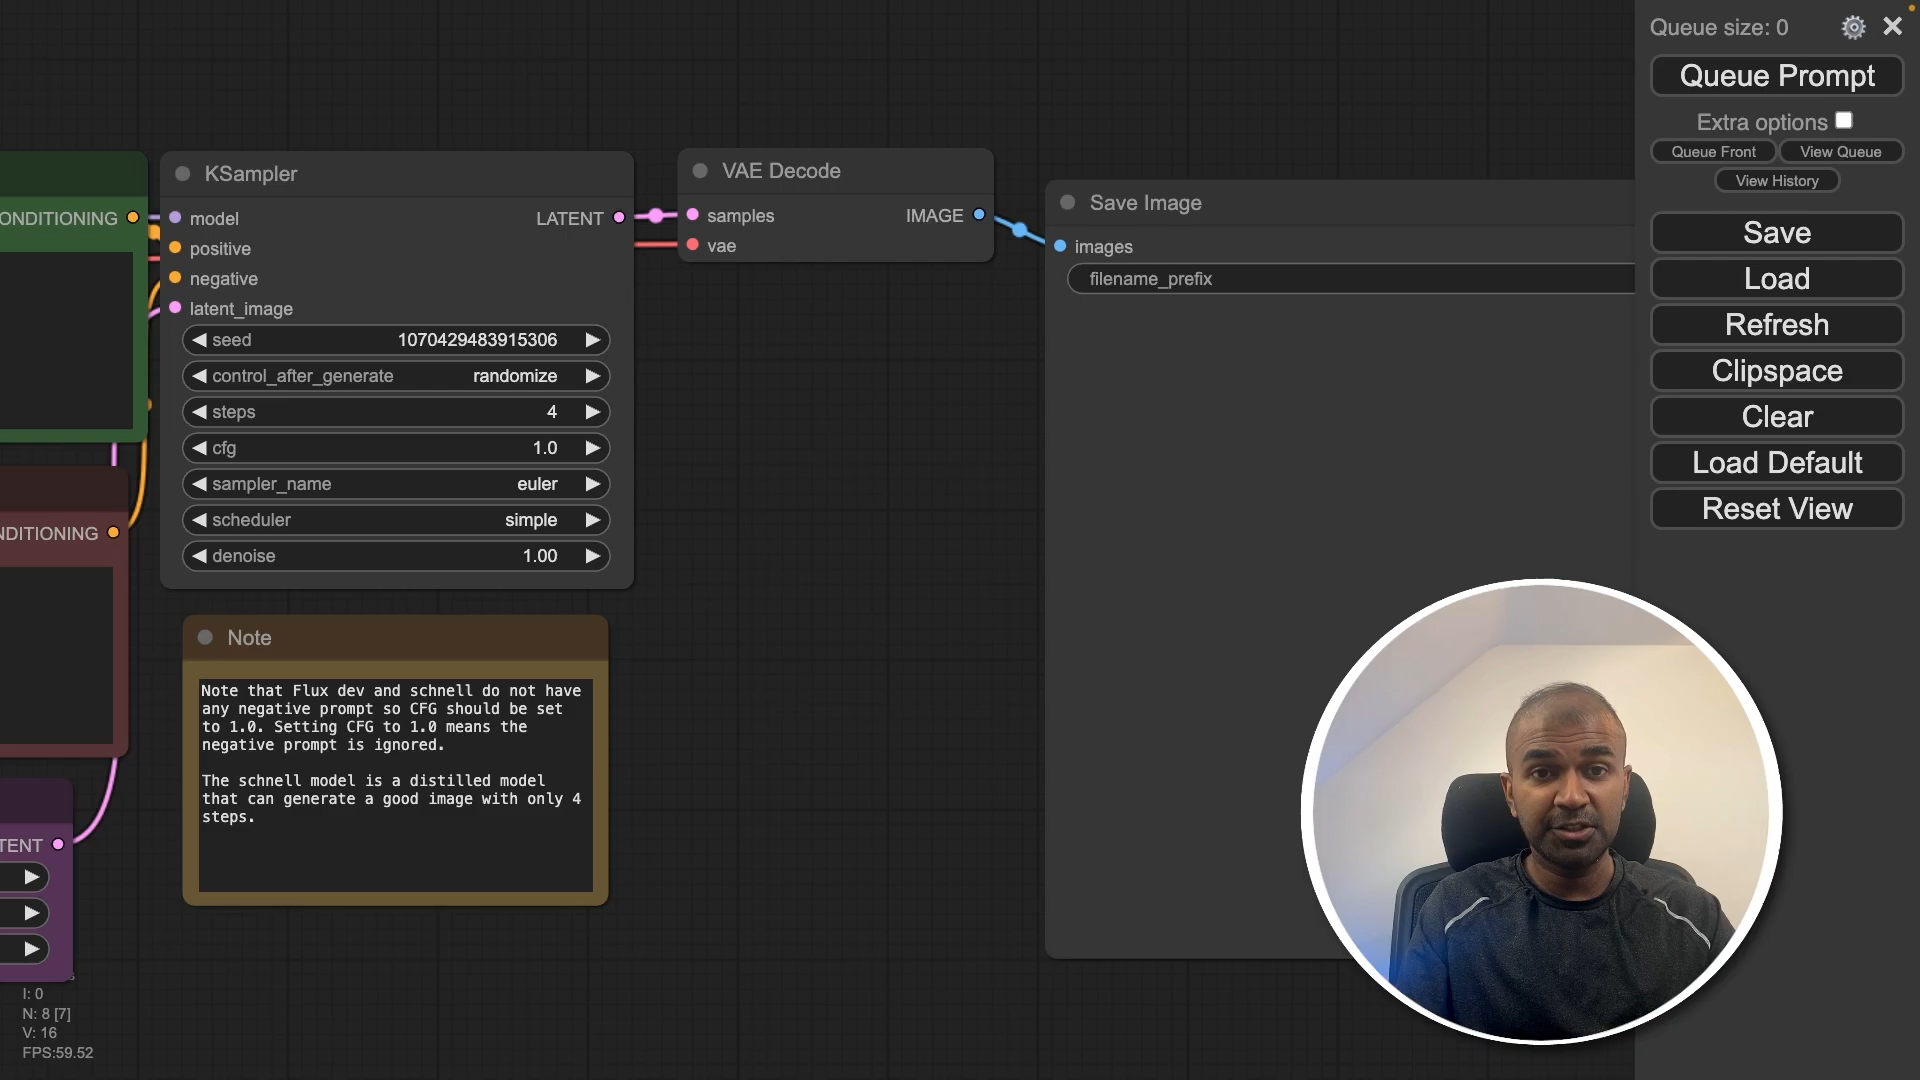 Queue size: 0
Queue Prompt
Extra options
Queue Front
View Queue
View History
Save
Load
Refresh
Clipspace
Clear
Load Default
Reset View
ONDITIONING
NDITIONING
TENT
KSampler
model
LATENT
positive
negative
latent_image
seed 1070429483915306
control_after_generate randomize
steps 4
cfg 1.0
sampler_name euler
scheduler simple
denoise 1.00
VAE Decode
samples IMAGE
vae
Save Image
images
filename_prefix
Note
Note that Flux dev and schnell do not have
any negative prompt so CFG should be set
to 1.0. Setting CFG to 1.0 means the
negative prompt is ignored.
The schnell model is a distilled model
that can generate a good image with only 4
steps.
I: 0
N: 8 [7]
V: 16
FPS:59.52